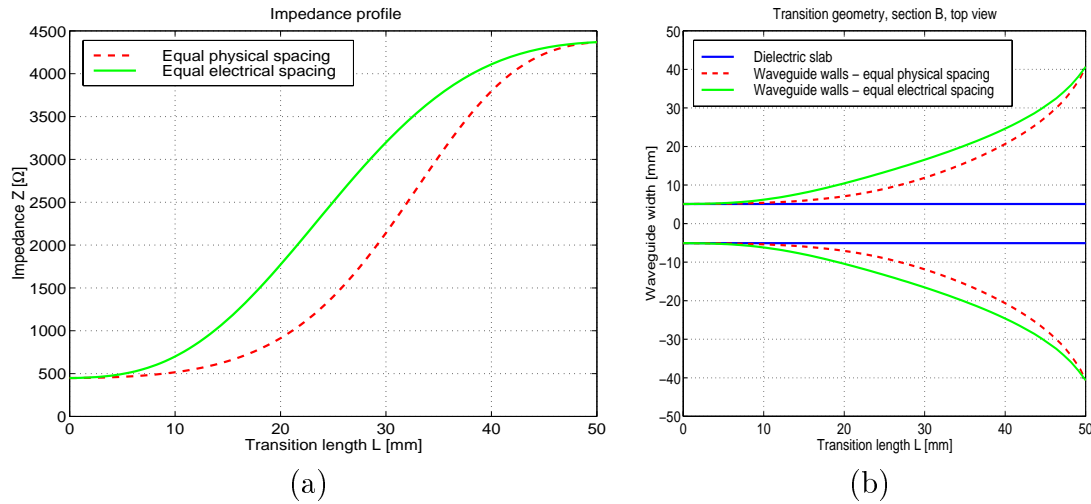 Impedance profile
4500
4000
3500
3000
2500
2000
1500
1000
500
0
Impedance Z [Ω]
Equal physical spacing
Equal electrical spacing
0 10 20 30 40 50
Transition length L [mm]
(a)
Transition geometry, section B, top view
50
40
30
20
10
0
−10
−20
−30
−40
−50
Waveguide width [mm]
Dielectric slab
Waveguide walls − equal physical spacing
Waveguide walls − equal electrical spacing
0 10 20 30 40 50
Transition length L [mm]
(b)